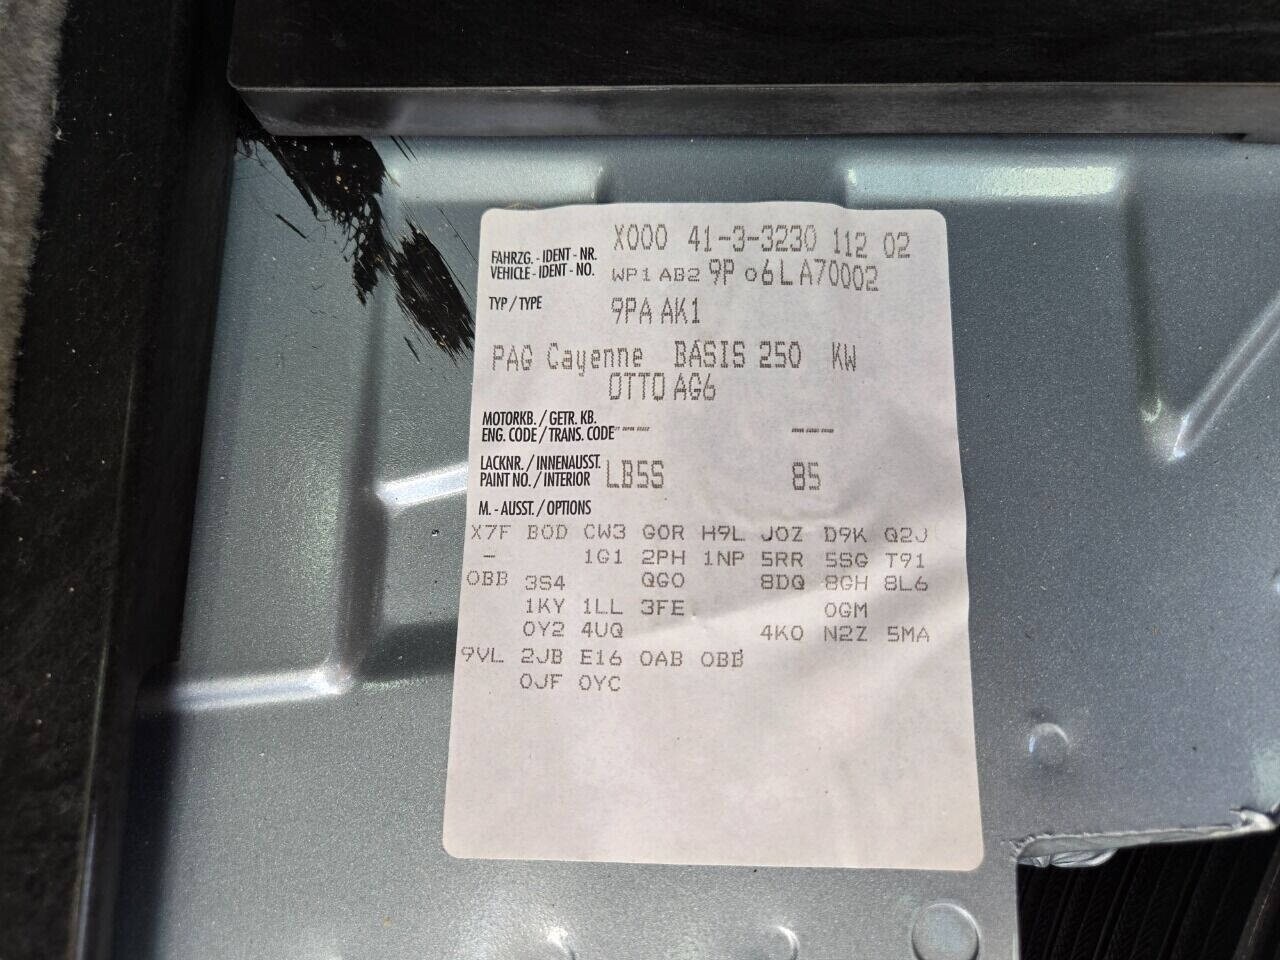 X000 41-3-3230 112 02
FAHRZG. - IDENT - NR.
VEHICLE - IDENT - NO. WP1 AB2 9P 06LA70002
TYP / TYPE 9PA AK1
PAG Cayenne BASIS 250 KW
OTTO AG6
MOTORKB. / GETR. KB.
ENG. CODE / TRANS. CODE
LACKNR. / INNENAUSST.
PAINT NO. / INTERIOR LB5S 85
M. - AUSST. / OPTIONS
X7F B0D CW3 G0R H9L J0Z D9K Q2J
- 1G1 2PH 1NP 5RR 5SG T91
0BB 3S4 QG0 8DQ 8GH 8L6
1KY 1LL 3FE 0GM
0Y2 4UQ 4K0 N2Z 5MA
9VL 2JB E16 0AB 0BB
0JF 0YC